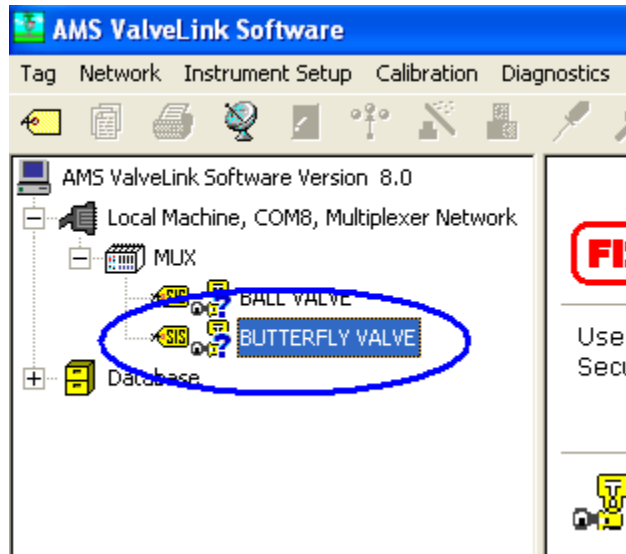 AMS ValveLink Software
Tag Network Instrument Setup Calibration Diagnostics
AMS ValveLink Software Version 8.0
Local Machine, COM8, Multiplexer Network
MUX
SIS BALL VALVE
SIS BUTTERFLY VALVE
Database
FI
Use
Secu